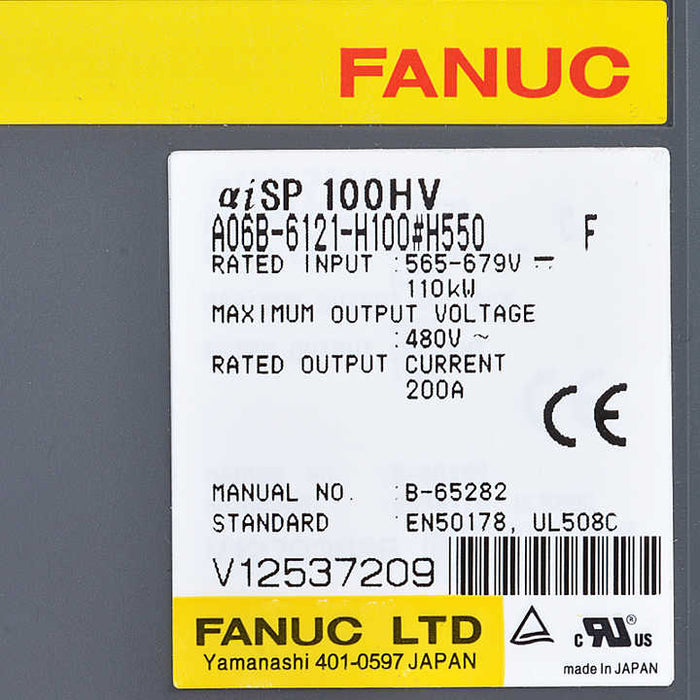 FANUC
αiSP 100HV
A06B-6121-H100#H550 F
RATED INPUT :565-679V ⎓
110kW
MAXIMUM OUTPUT VOLTAGE
:480V ~
RATED OUTPUT CURRENT
200A
CE
MANUAL NO. :B-65282
STANDARD :EN50178, UL508C
V12537209
FANUC LTD
Yamanashi 401-0597 JAPAN
c RU ® US
made in JAPAN